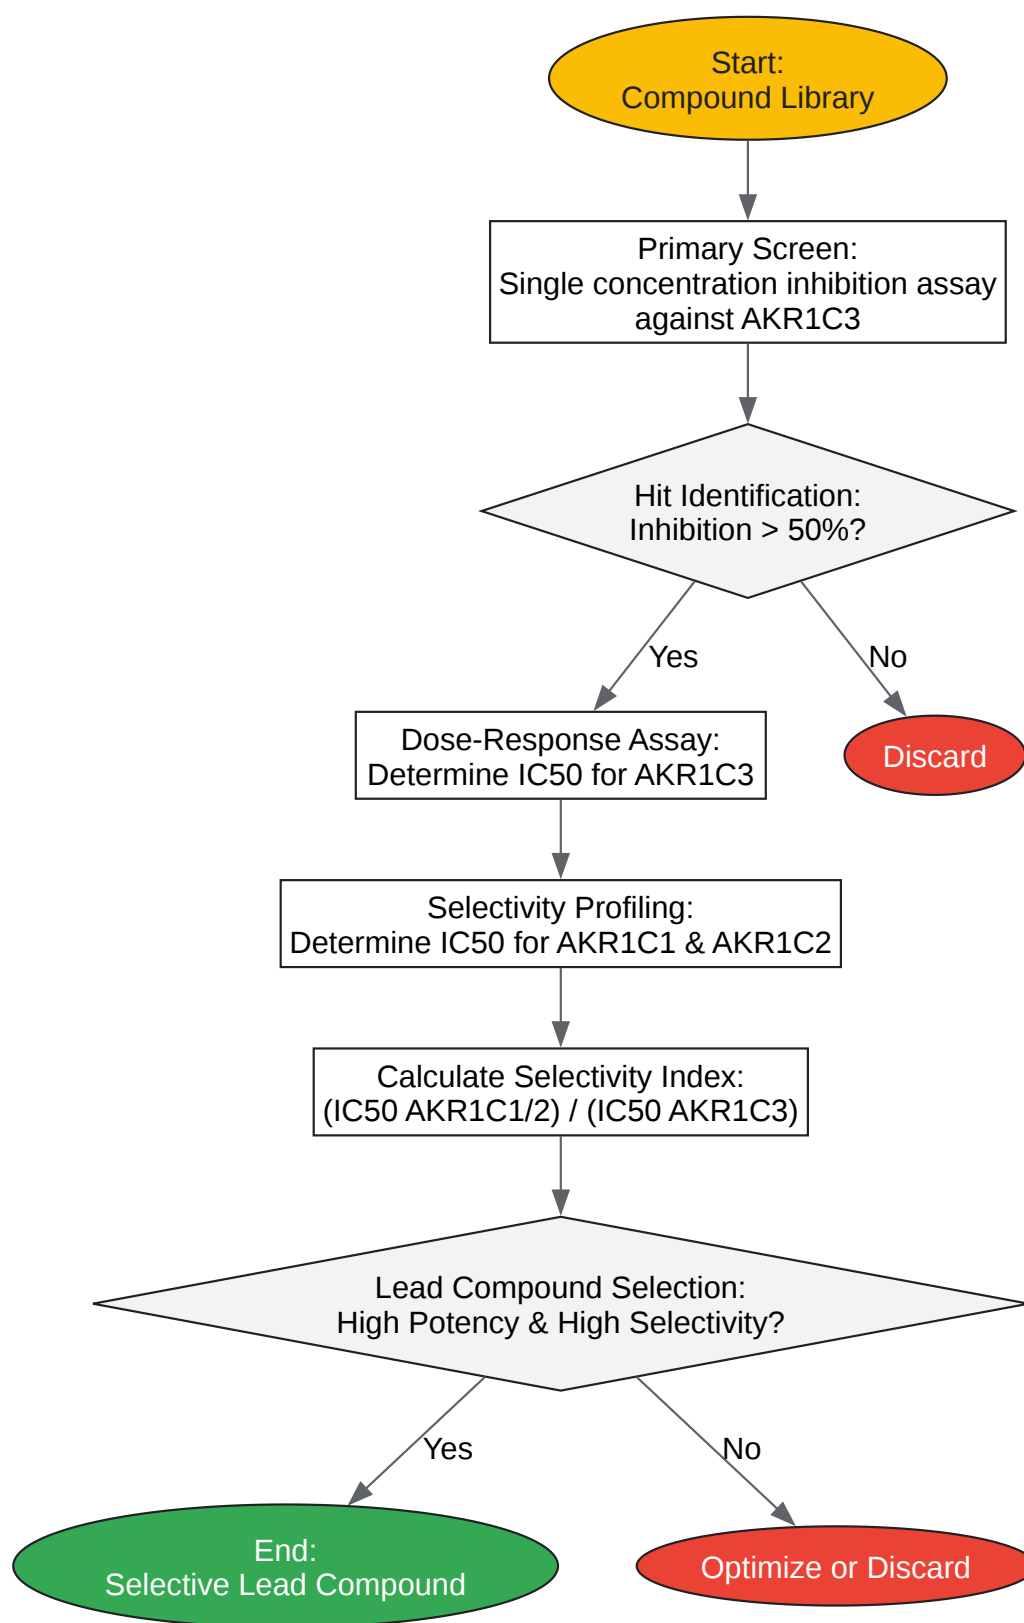 Start:
Compound Library
Primary Screen:
Single concentration inhibition assay
against AKR1C3
Hit Identification:
Inhibition > 50%?
Yes
No
Dose-Response Assay:
Determine IC50 for AKR1C3
Discard
Selectivity Profiling:
Determine IC50 for AKR1C1 & AKR1C2
Calculate Selectivity Index:
(IC50 AKR1C1/2) / (IC50 AKR1C3)
Lead Compound Selection:
High Potency & High Selectivity?
Yes
No
End:
Selective Lead Compound
Optimize or Discard